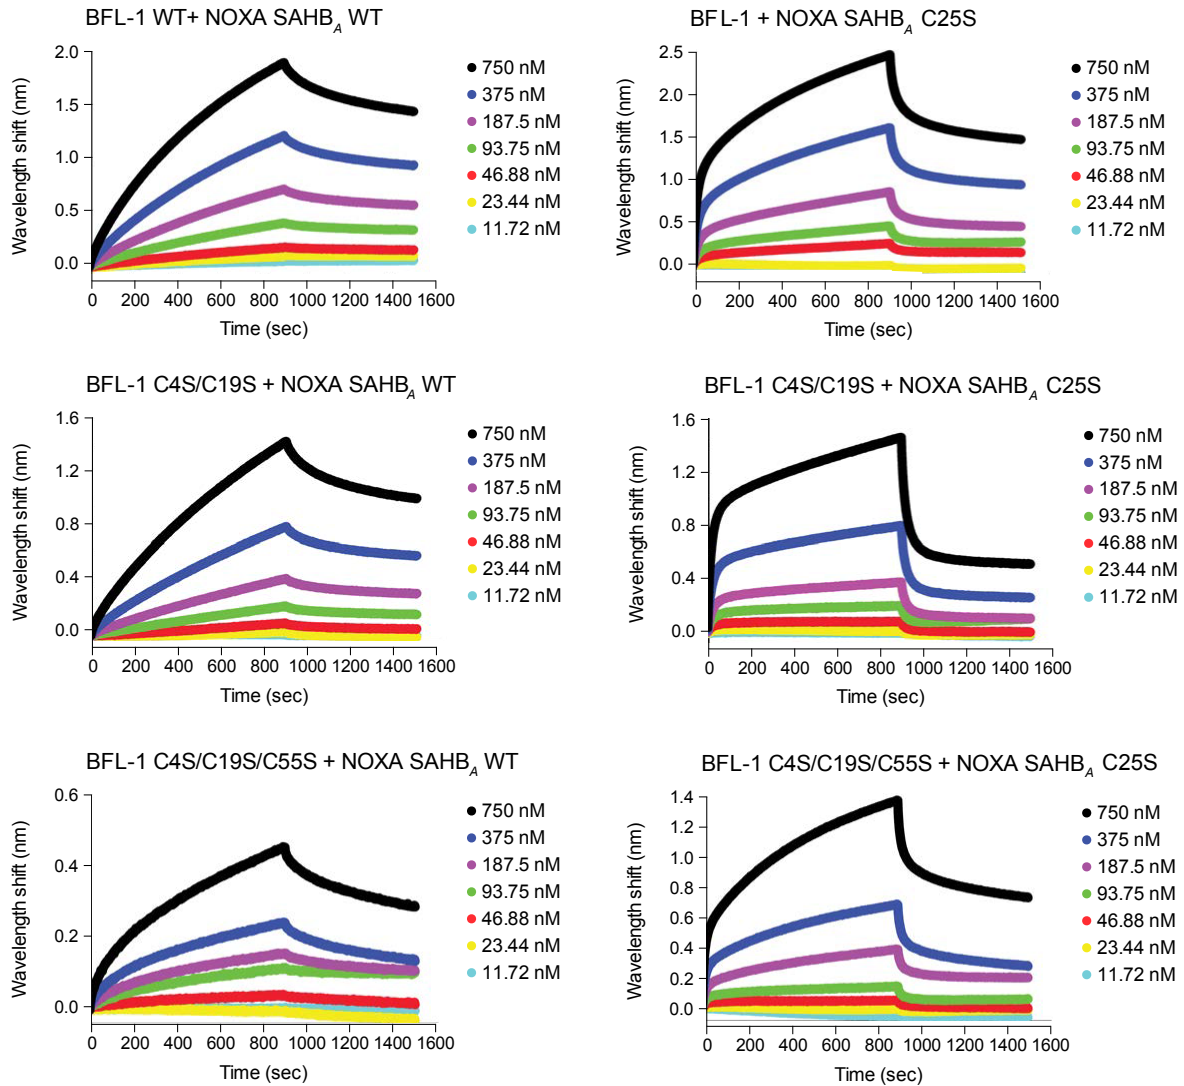 BFL-1 WT+ NOXA SAHB_A WT
Wavelength shift (nm)
2.0
1.5
1.0
0.5
0.0
0 200 400 600 800 1000 1200 1400 1600
Time (sec)
750 nM
375 nM
187.5 nM
93.75 nM
46.88 nM
23.44 nM
11.72 nM
BFL-1 + NOXA SAHB_A C25S
Wavelength shift (nm)
2.5
2.0
1.5
1.0
0.5
0.0
0 200 400 600 800 1000 1200 1400 1600
Time (sec)
750 nM
375 nM
187.5 nM
93.75 nM
46.88 nM
23.44 nM
11.72 nM
BFL-1 C4S/C19S + NOXA SAHB_A WT
Wavelength shift (nm)
1.6
1.2
0.8
0.4
0.0
0 200 400 600 800 1000 1200 1400 1600
Time (sec)
750 nM
375 nM
187.5 nM
93.75 nM
46.88 nM
23.44 nM
11.72 nM
BFL-1 C4S/C19S + NOXA SAHB_A C25S
Wavelength shift (nm)
1.6
1.2
0.8
0.4
0.0
0 200 400 600 800 1000 1200 1400 1600
Time (sec)
750 nM
375 nM
187.5 nM
93.75 nM
46.88 nM
23.44 nM
11.72 nM
BFL-1 C4S/C19S/C55S + NOXA SAHB_A WT
Wavelength shift (nm)
0.6
0.4
0.2
0.0
0 200 400 600 800 1000 1200 1400 1600
Time (sec)
750 nM
375 nM
187.5 nM
93.75 nM
46.88 nM
23.44 nM
11.72 nM
BFL-1 C4S/C19S/C55S + NOXA SAHB_A C25S
Wavelength shift (nm)
1.4
1.2
1.0
0.8
0.6
0.4
0.2
0.0
0 200 400 600 800 1000 1200 1400 1600
Time (sec)
750 nM
375 nM
187.5 nM
93.75 nM
46.88 nM
23.44 nM
11.72 nM